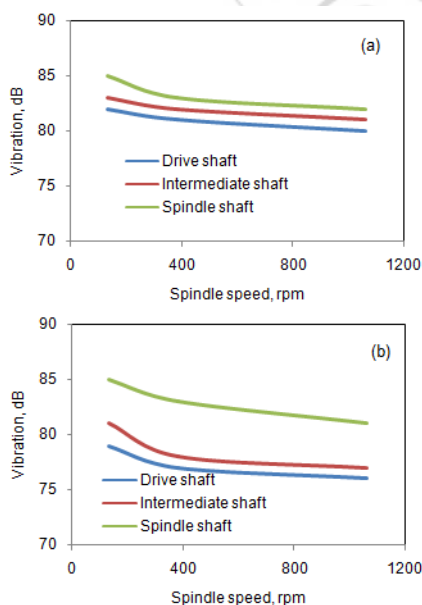 90
(a)
85
80
75
70
Vibration, dB
Drive shaft
Intermediate shaft
Spindle shaft
0
400
800
1200
Spindle speed, rpm
90
(b)
85
80
75
70
Vibration, dB
Drive shaft
Intermediate shaft
Spindle shaft
0
400
800
1200
Spindle speed, rpm